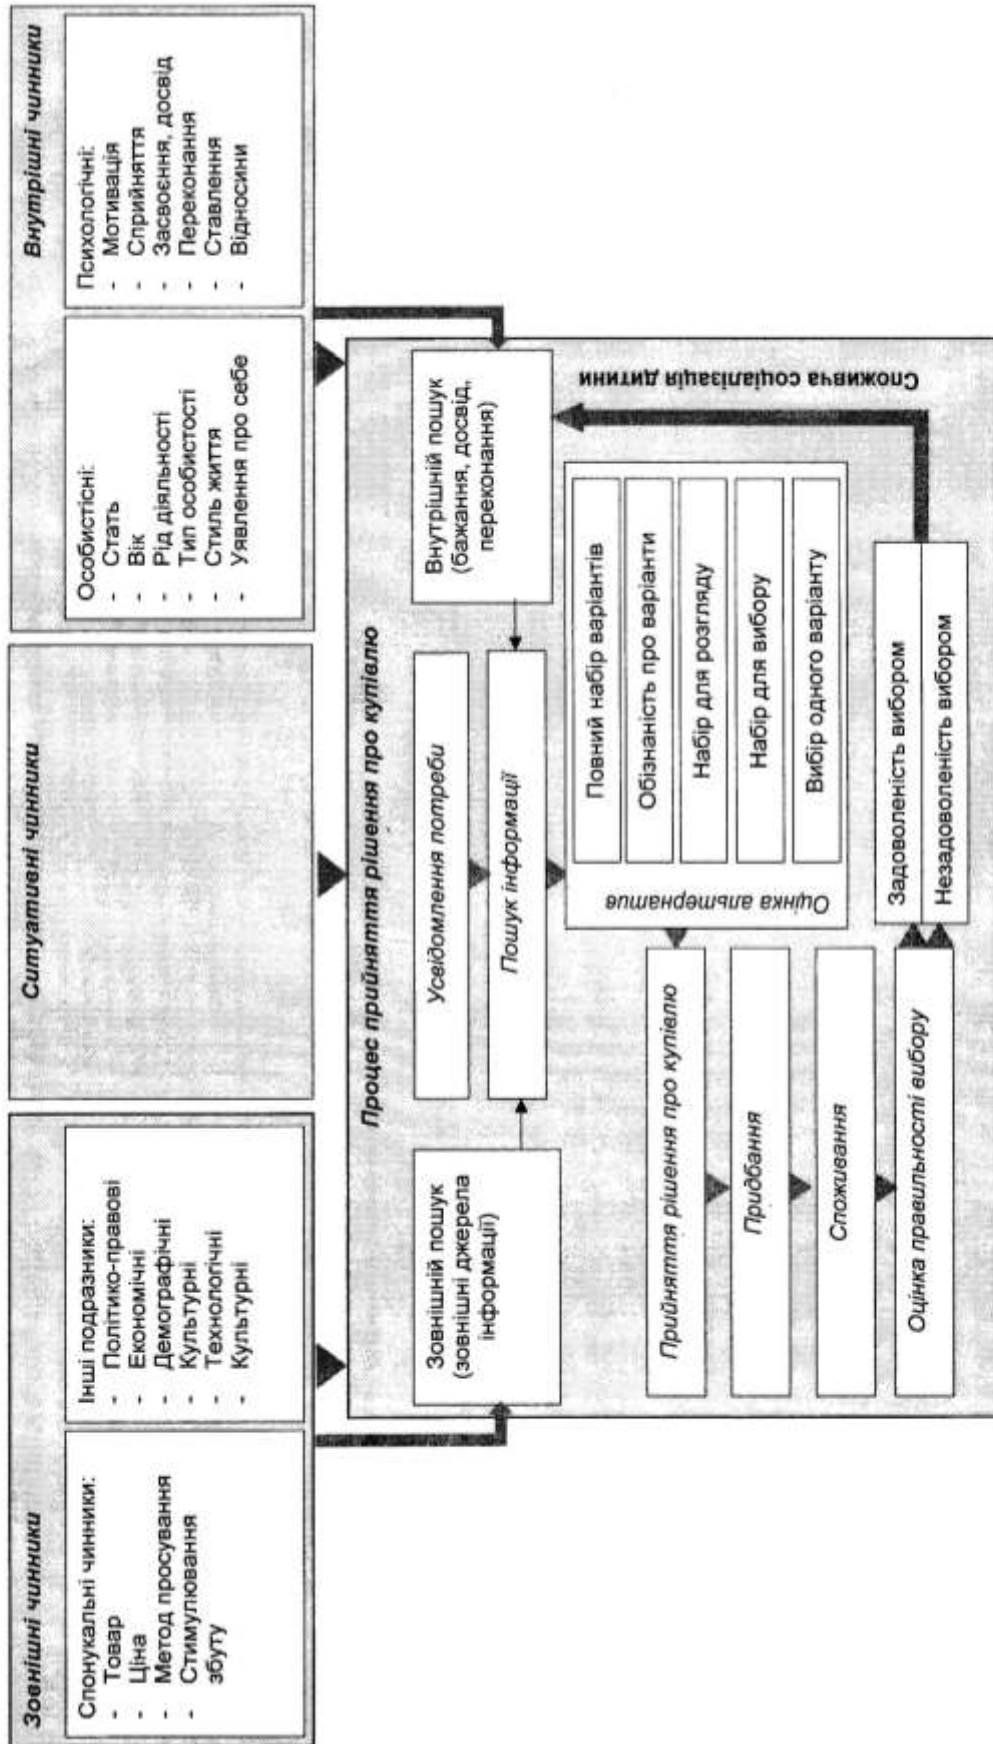 Зовнішні чинники
Спонукальні чинники:
- Товар
- Ціна
- Метод просування
- Стимулювання
збуту
Інші подразники:
- Політико-правові
- Економічні
- Демографічні
- Культурні
- Технологічні
- Культурні
Ситуативні чинники
Внутрішні чинники
Особистісні:
- Стать
- Вік
- Рід діяльності
- Тип особистості
- Стиль життя
- Уявлення про себе
Психологічні:
- Мотивація
- Сприйняття
- Засвоєння, досвід
- Переконання
- Ставлення
- Відносини
Процес прийняття рішення про купівлю
Зовнішній пошук
(зовнішні джерела
інформації)
Усвідомлення потреби
Пошук інформації
Внутрішній пошук
(бажання, досвід,
переконання)
Оцінка альтернатив
Повний набір варіантів
Обізнаність про варіанти
Набір для розгляду
Набір для вибору
Вибір одного варіанту
Прийняття рішення про купівлю
Придбання
Споживання
Оцінка правильності вибору
Задоволеність вибором
Незадоволеність вибором
Споживча соціалізація дитини